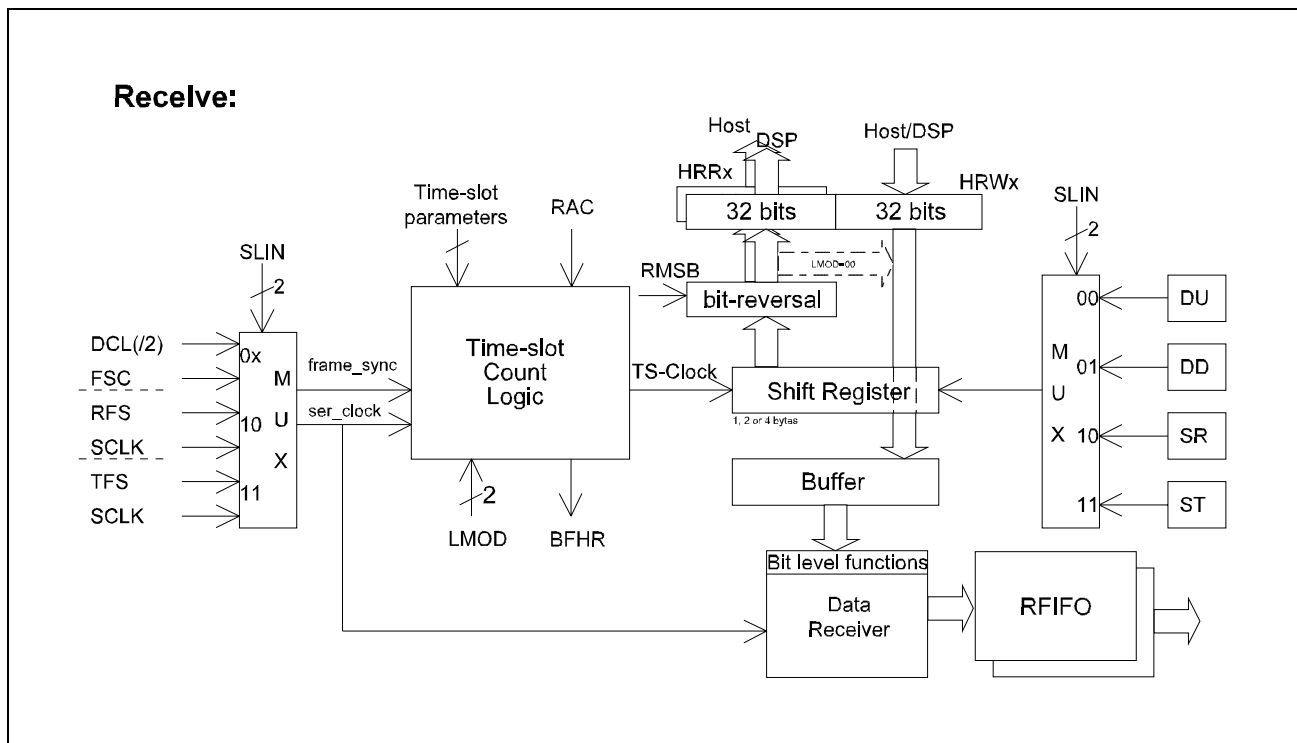 Receive:
Host
DSP
Host/DSP
HRRx
HRWx
Time-slot
parameters
RAC
32 bits
32 bits
SLIN
2
SLIN
2
LMOD=00
RMSB
bit-reversal
00
DU
DCL(/2)
0x
M
U
X
frame_sync
Time-slot
Count
Logic
TS-Clock
Shift Register
1, 2 or 4 bytes
M
U
X
01
DD
FSC
RFS
10
ser_clock
SCLK
10
SR
TFS
11
SCLK
2
LMOD
BFHR
Buffer
11
ST
Bit level functions
Data
Receiver
RFIFO